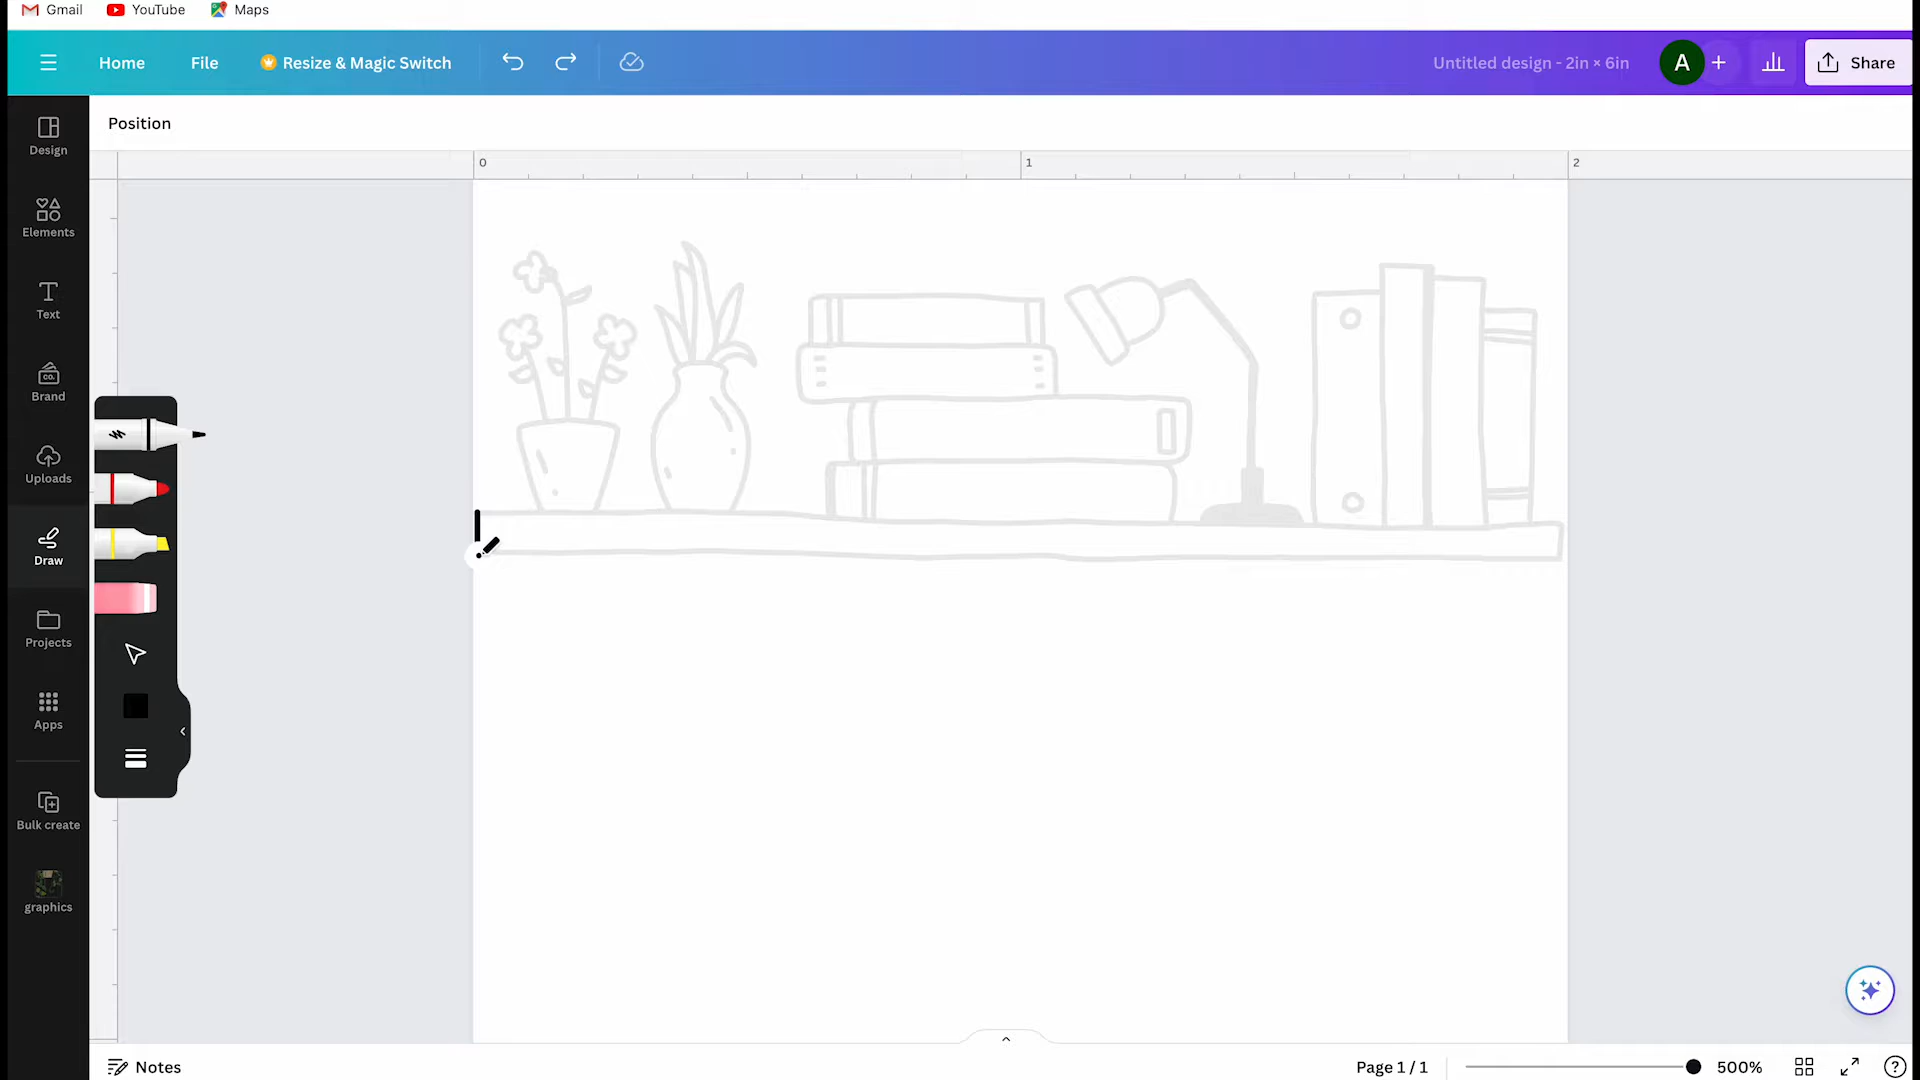 Gmail YouTube Maps
Home File Resize & Magic Switch Untitled design - 2in × 6in A + Share
Position
0 1 2
Design
Elements
Text
co.
Brand
Uploads
Draw
Projects
Apps
Bulk create
graphics
Notes Page 1 / 1 500% ?